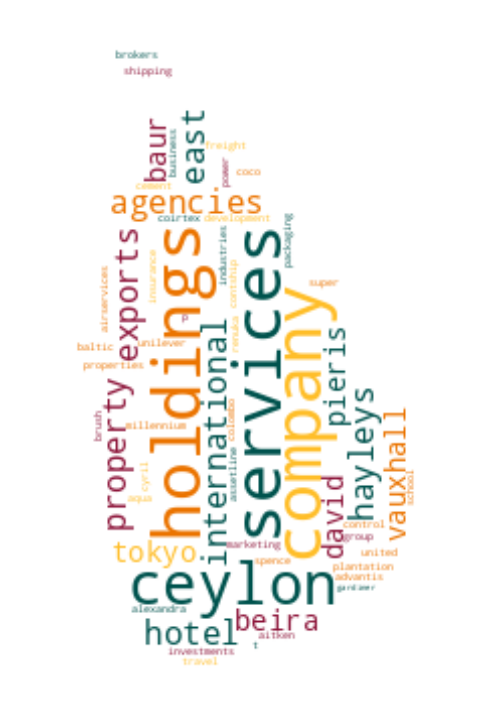 brokers
shipping
baur
business
east
freight
power
coco
cement
agencies
coirtex
development
packaging
exports
holdings
services
industries
insurance
contship
airservices
super
company
p
renuka
international
pieris
baltic
unilever
properties
property
brush
millennium
colombo
hayleys
vauxhall
assetline
cyril
aqua
david
school
control
group
tokyo
marketing
united
spence
plantation
advantis
ceylon
gardiner
alexandra
beira
hotel
aitken
t
investments
travel